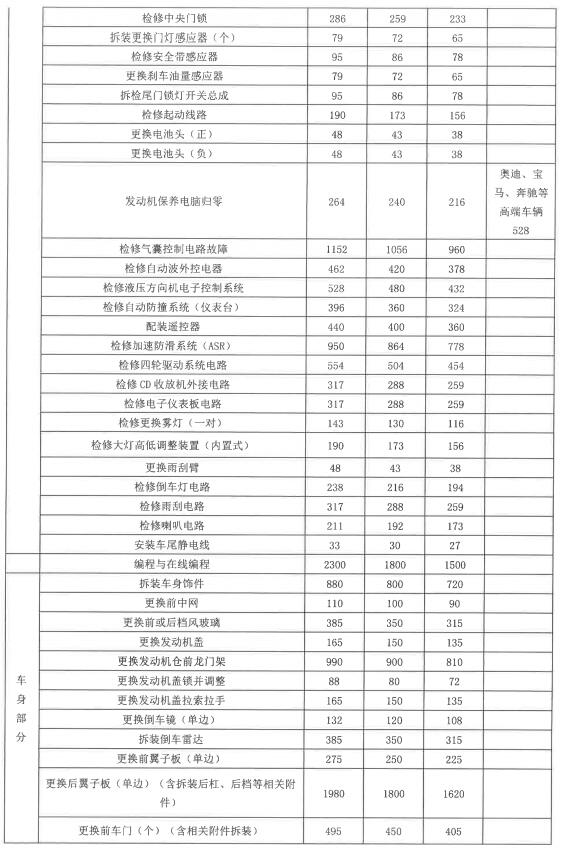 检修中央门锁 286 259 233
拆装更换门灯感应器（个） 79 72 65
检修安全带感应器 95 86 78
更换刹车油量感应器 79 72 65
拆检尾门锁灯开关总成 95 86 78
检修起动线路 190 173 156
更换电池头（正） 48 43 38
更换电池头（负） 48 43 38
发动机保养电脑归零 264 240 216 奥迪、宝
马、奔驰等
高端车辆
528
检修气囊控制电路故障 1152 1056 960
检修自动波外控电器 462 420 378
检修液压方向机电子控制系统 528 480 432
检修自动防撞系统（仪表台） 396 360 324
配装遥控器 440 400 360
检修加速防滑系统（ASR） 950 864 778
检修四轮驱动系统电路 554 504 454
检修 CD 收放机外接电路 317 288 259
检修电子仪表板电路 317 288 259
检修更换雾灯（一对） 143 130 116
检修大灯高低调整装置（内置式） 190 173 156
更换雨刮臂 48 43 38
检修倒车灯电路 238 216 194
检修雨刮电路 317 288 259
检修喇叭电路 211 192 173
安装车尾静电线 33 30 27
编程与在线编程 2300 1800 1500
车身部分
拆装车身饰件 880 800 720
更换前中网 110 100 90
更换前或后档风玻璃 385 350 315
更换发动机盖 165 150 135
更换发动机仓前龙门架 990 900 810
更换发动机盖锁并调整 88 80 72
更换发动机盖拉索拉手 165 150 135
更换倒车镜（单边） 132 120 108
拆装倒车雷达 385 350 315
更换前翼子板（单边） 275 250 225
更换后翼子板（单边）（含拆装后杠、后档等相关附
件） 1980 1800 1620
更换前车门（个）（含相关附件拆装） 495 450 405